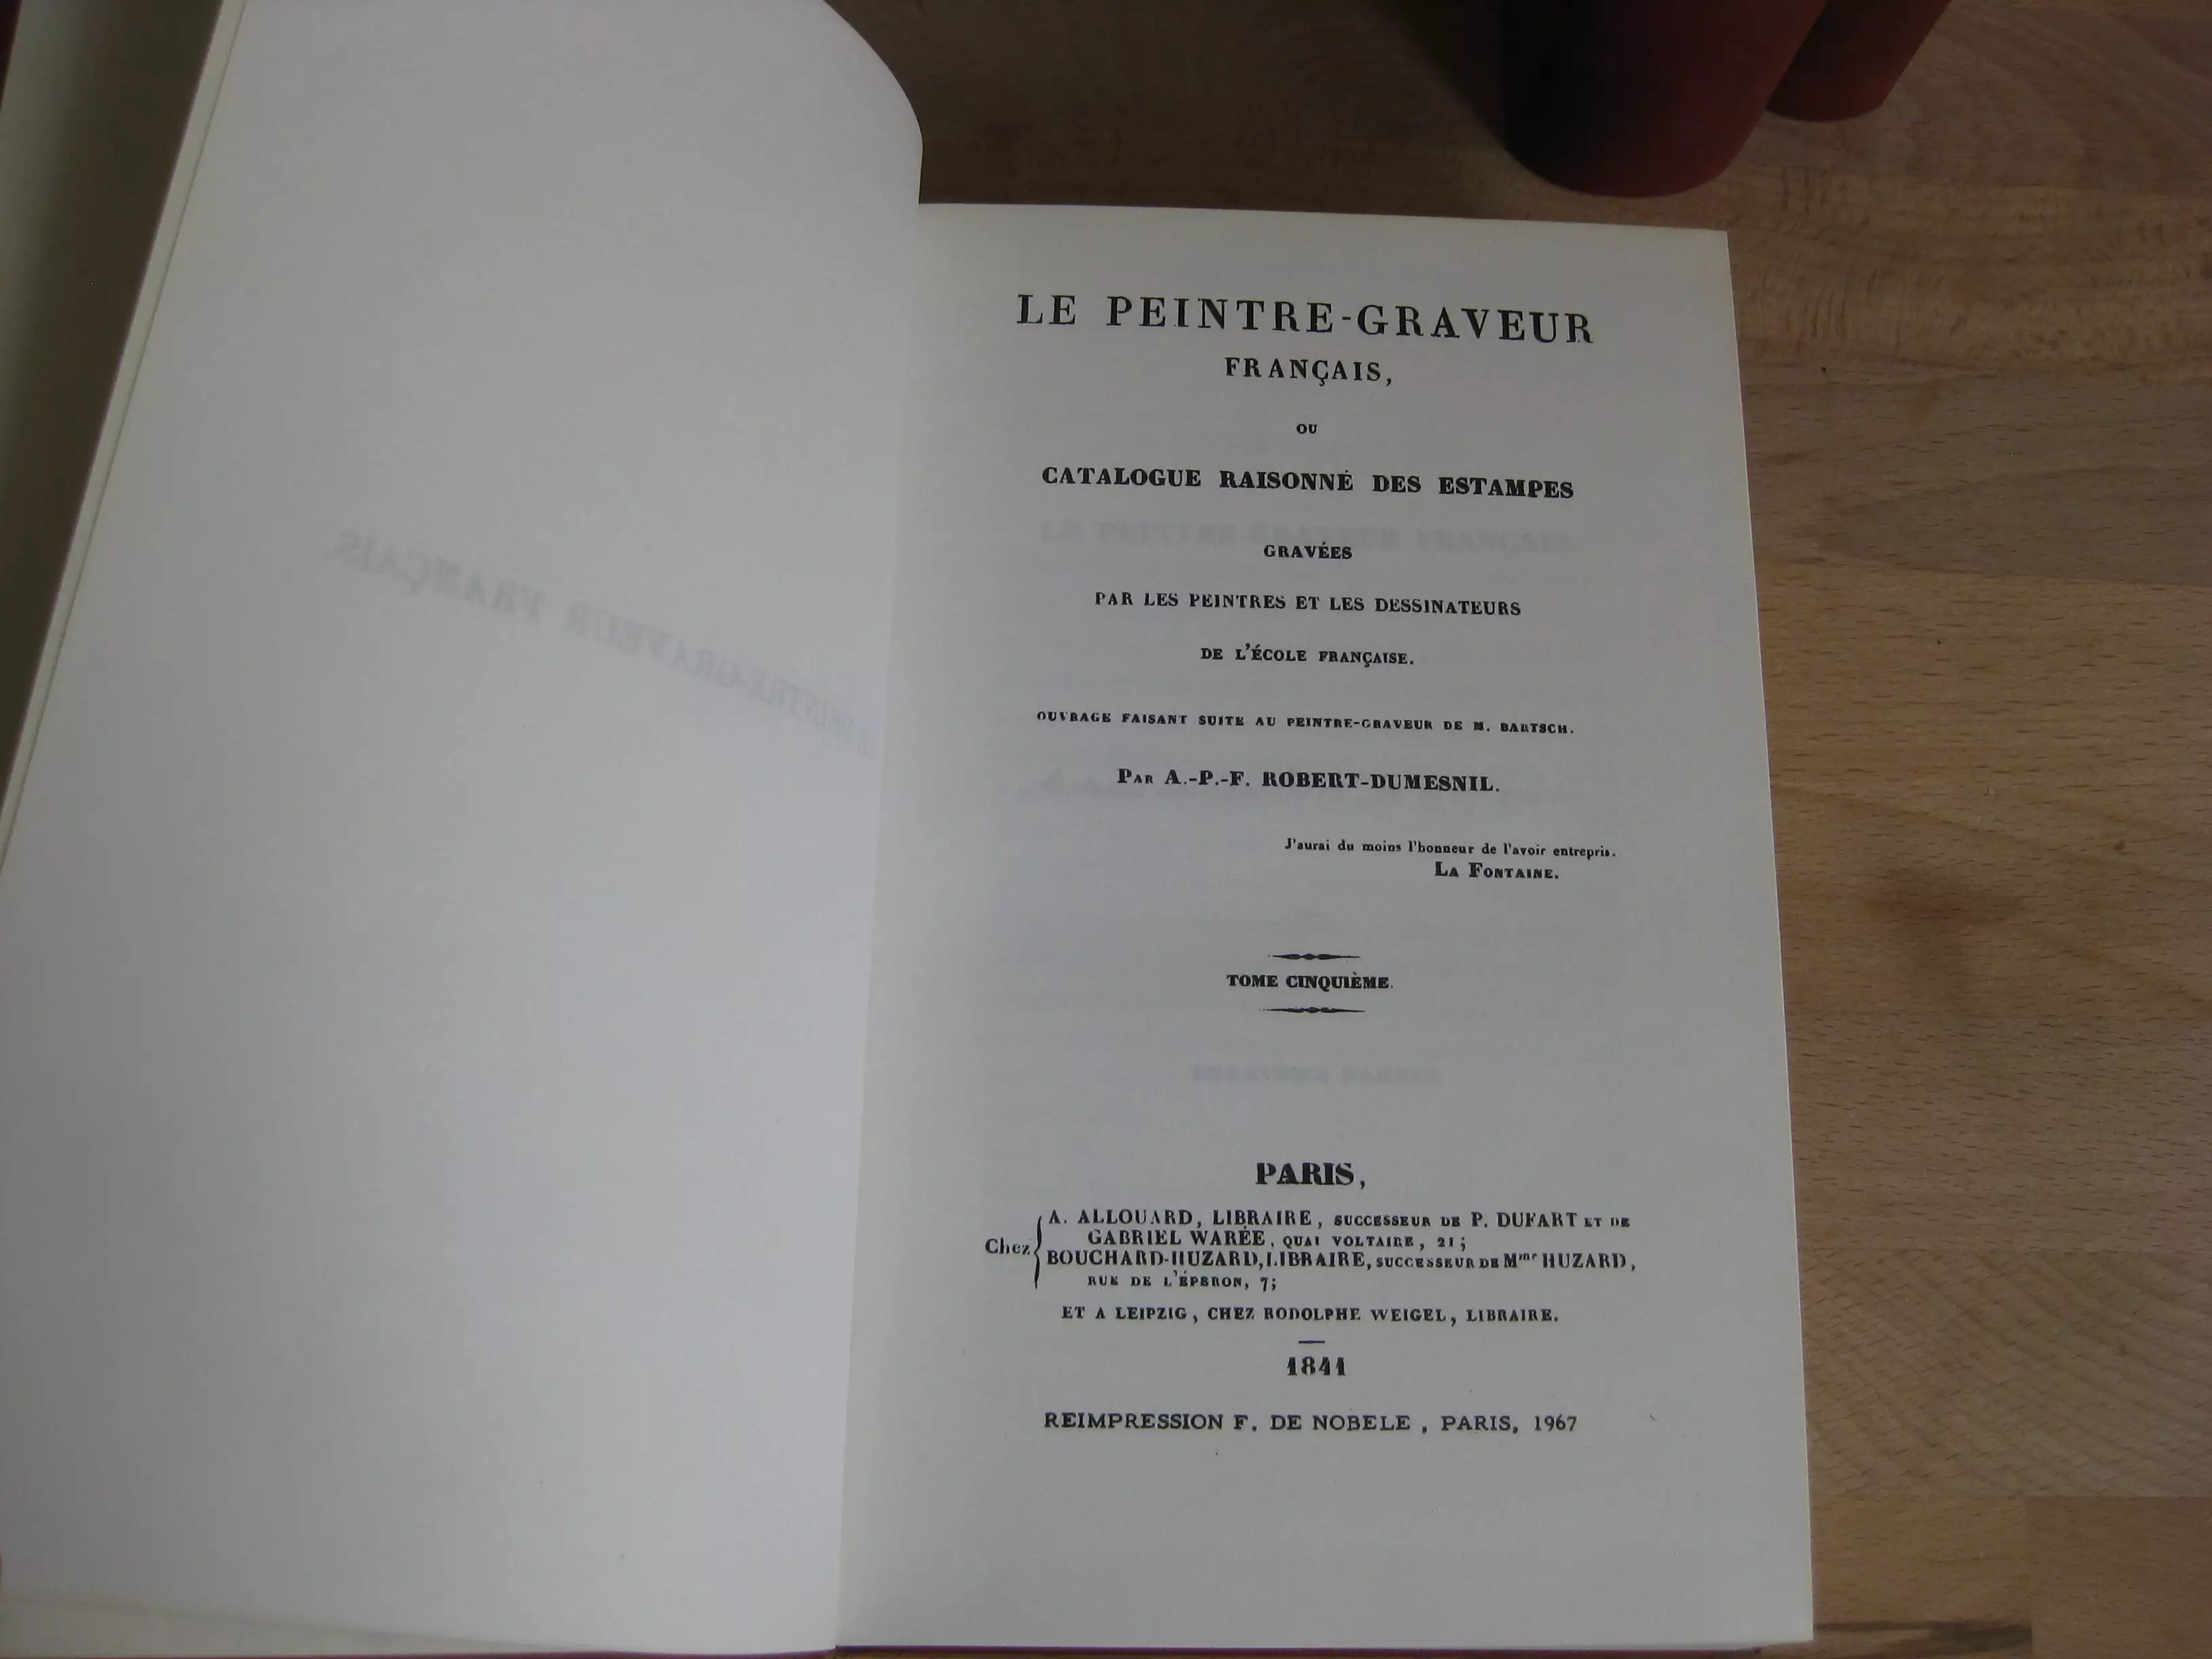 LE PEINTRE-GRAVEUR
FRANÇAIS,
OU
CATALOGUE RAISONNÉ DES ESTAMPES
GRAVÉES
PAR LES PEINTRES ET LES DESSINATEURS
DE L'ÉCOLE FRANÇAISE.
OUVRAGE FAISANT SUITE AU PEINTRE-GRAVEUR DE M. BARTSCH.
PAR A.-P.-F. ROBERT-DUMESNIL.
J'aurai du moins l'honneur de l'avoir entrepris.
LA FONTAINE.
TOME CINQUIÈME.
PARIS,
Chez
A. ALLOUARD, LIBRAIRE, SUCCESSEUR DE P. DUFART ET DE
GABRIEL WARÉE, QUAI VOLTAIRE, 21;
BOUCHARD-HUZARD, LIBRAIRE, SUCCESSEUR DE Mme HUZARD,
RUE DE L'ÉPERON, 7;
ET A LEIPZIG, CHEZ RODOLPHE WEIGEL, LIBRAIRE.
1841
REIMPRESSION F. DE NOBELE, PARIS, 1967
LE PEINTRE-GRAVEUR FRANÇAIS.